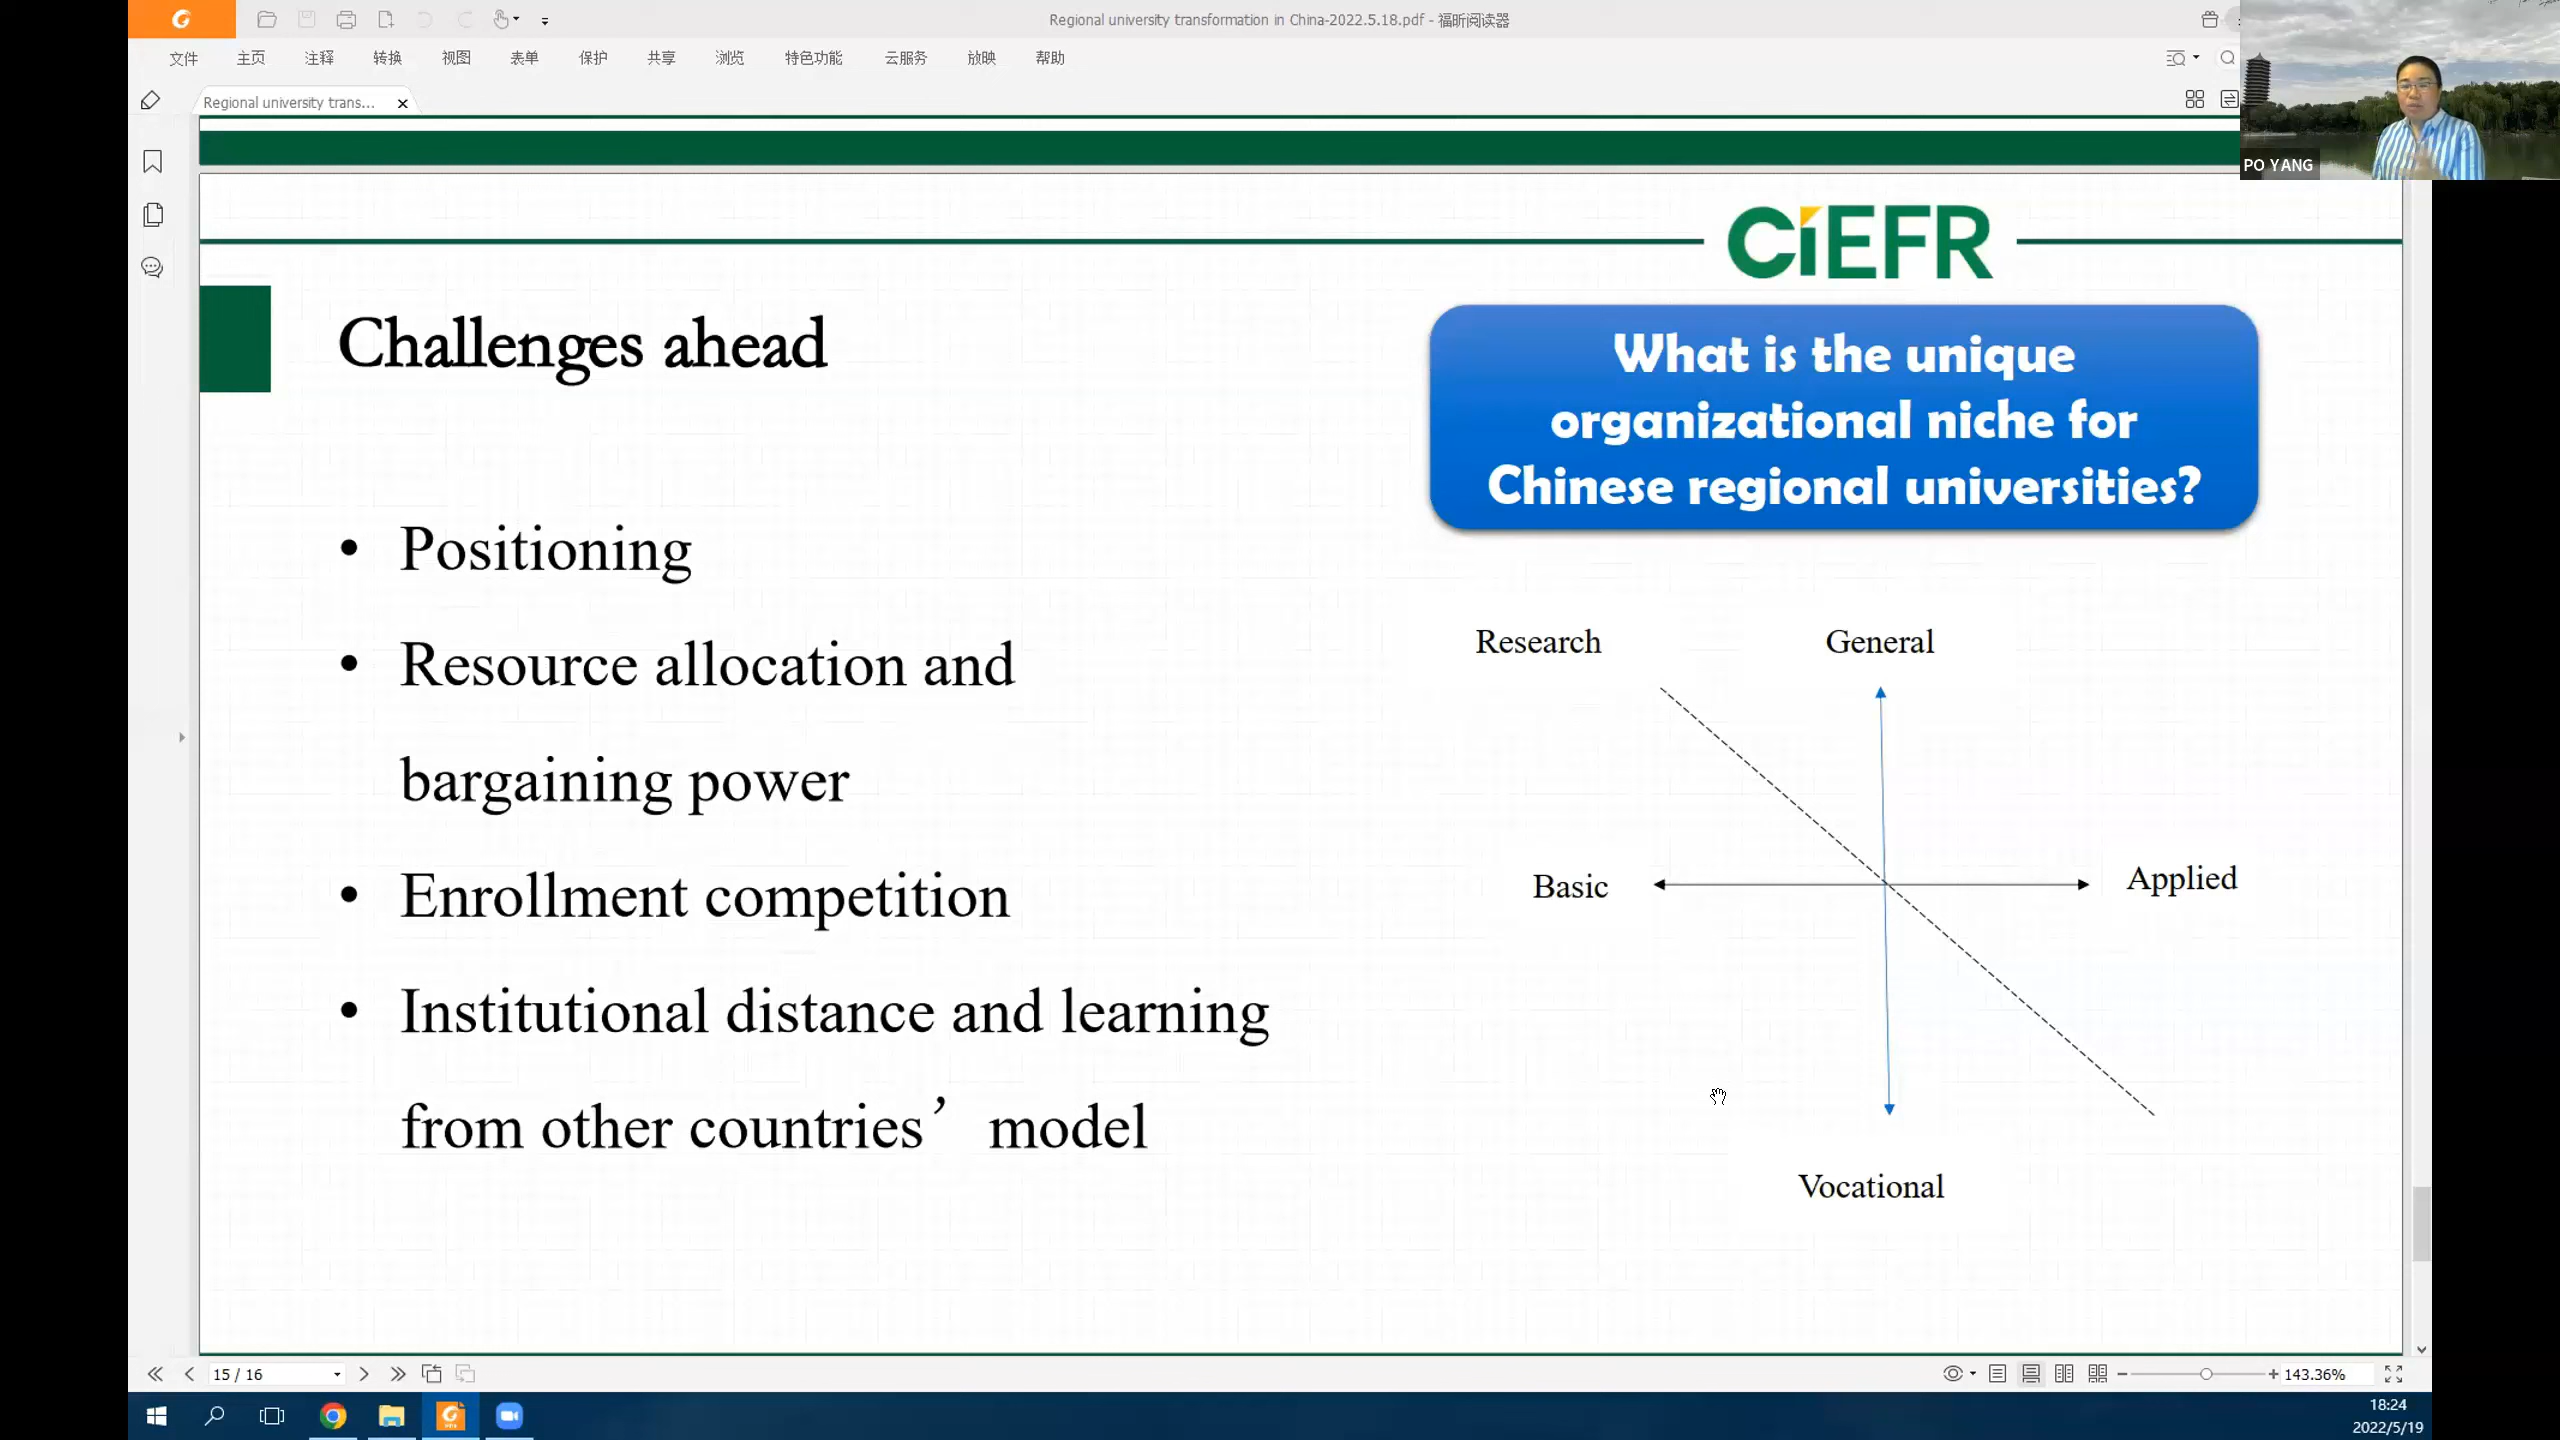 Regional university transformation in China-2022.5.18.pdf - 福昕阅读器
文件 主页 注释 转换 视图 表单 保护 共享 浏览 特色功能 云服务 放映 帮助
Regional university trans...
PO YANG
CiEFR
Challenges ahead
What is the unique
organizational niche for
Chinese regional universities?
• Positioning
• Resource allocation and
bargaining power
• Enrollment competition
• Institutional distance and learning
from other countries’ model
Research
General
Basic
Applied
Vocational
15 / 16
143.36%
18:24
2022/5/19